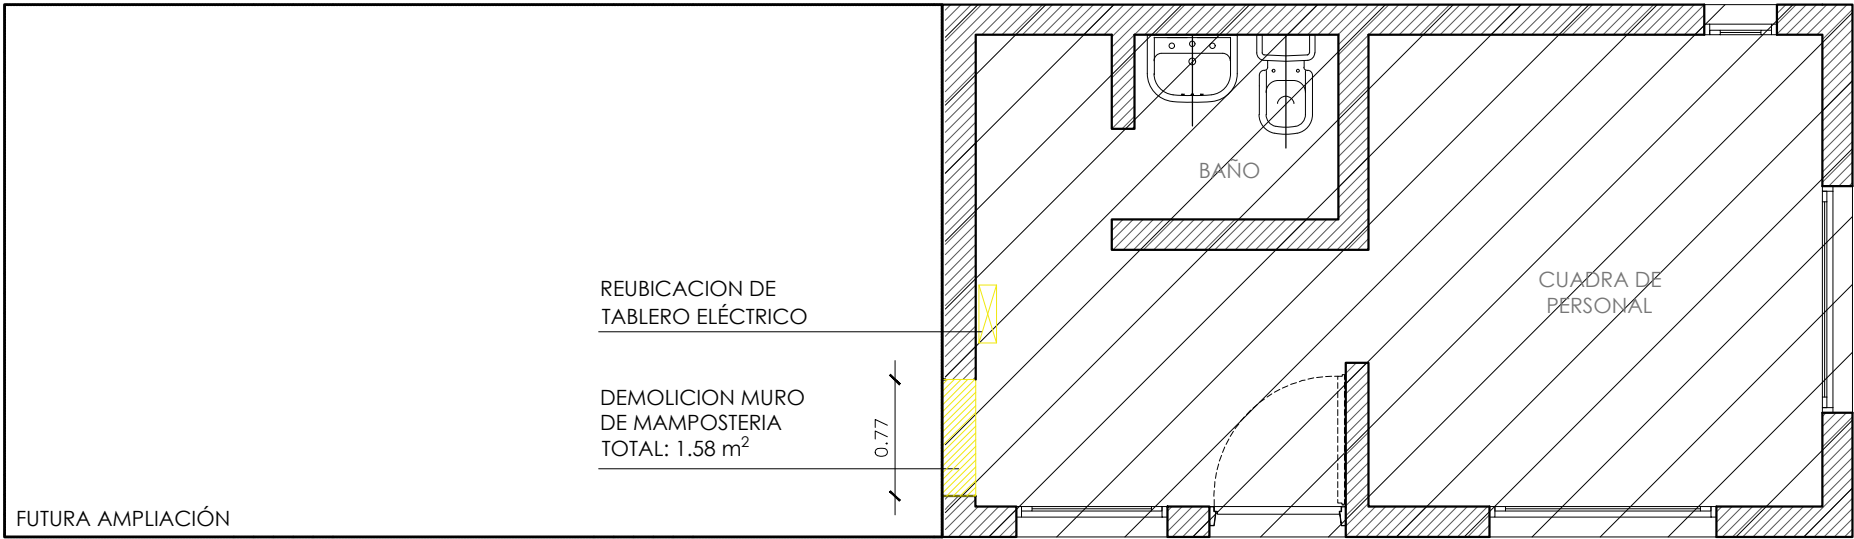 BAÑO
CUADRA DE
PERSONAL
REUBICACION DE
TABLERO ELÉCTRICO
DEMOLICION MURO
DE MAMPOSTERIA
TOTAL: 1.58 m²
0.77
FUTURA AMPLIACIÓN